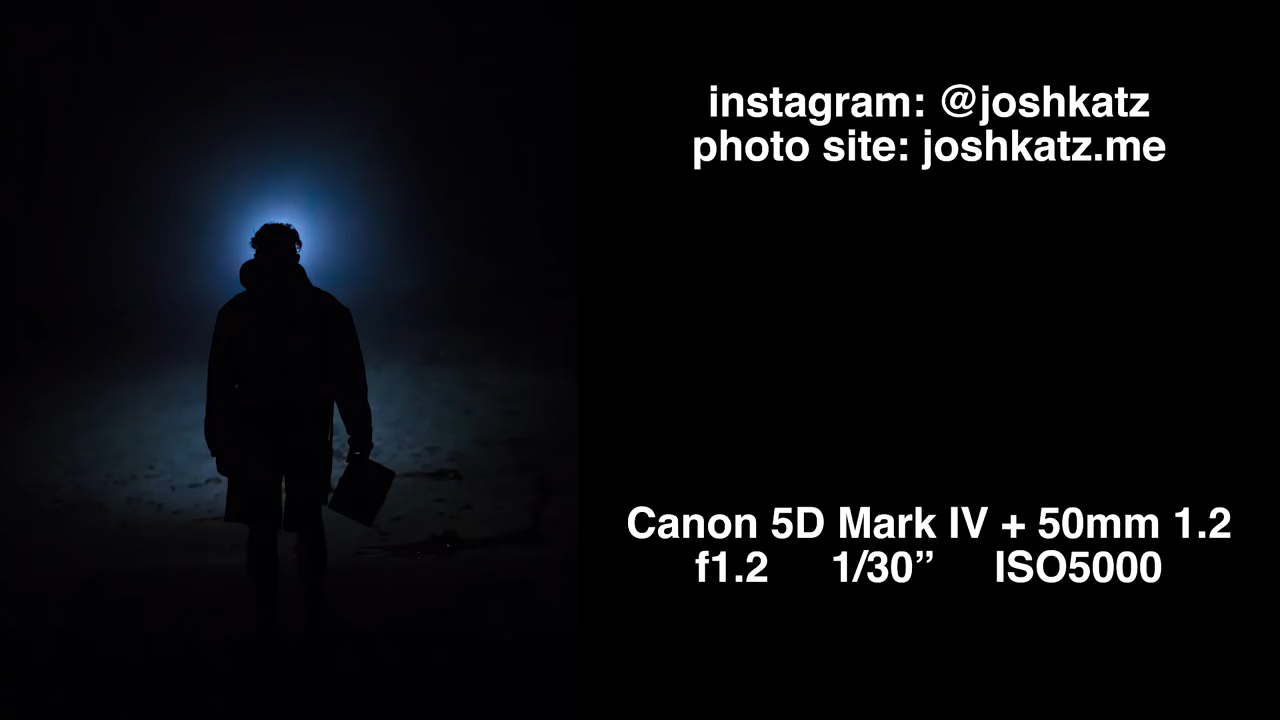 instagram: @joshkatz
photo site: joshkatz.me
Canon 5D Mark IV + 50mm 1.2
f1.2 1/30” ISO5000